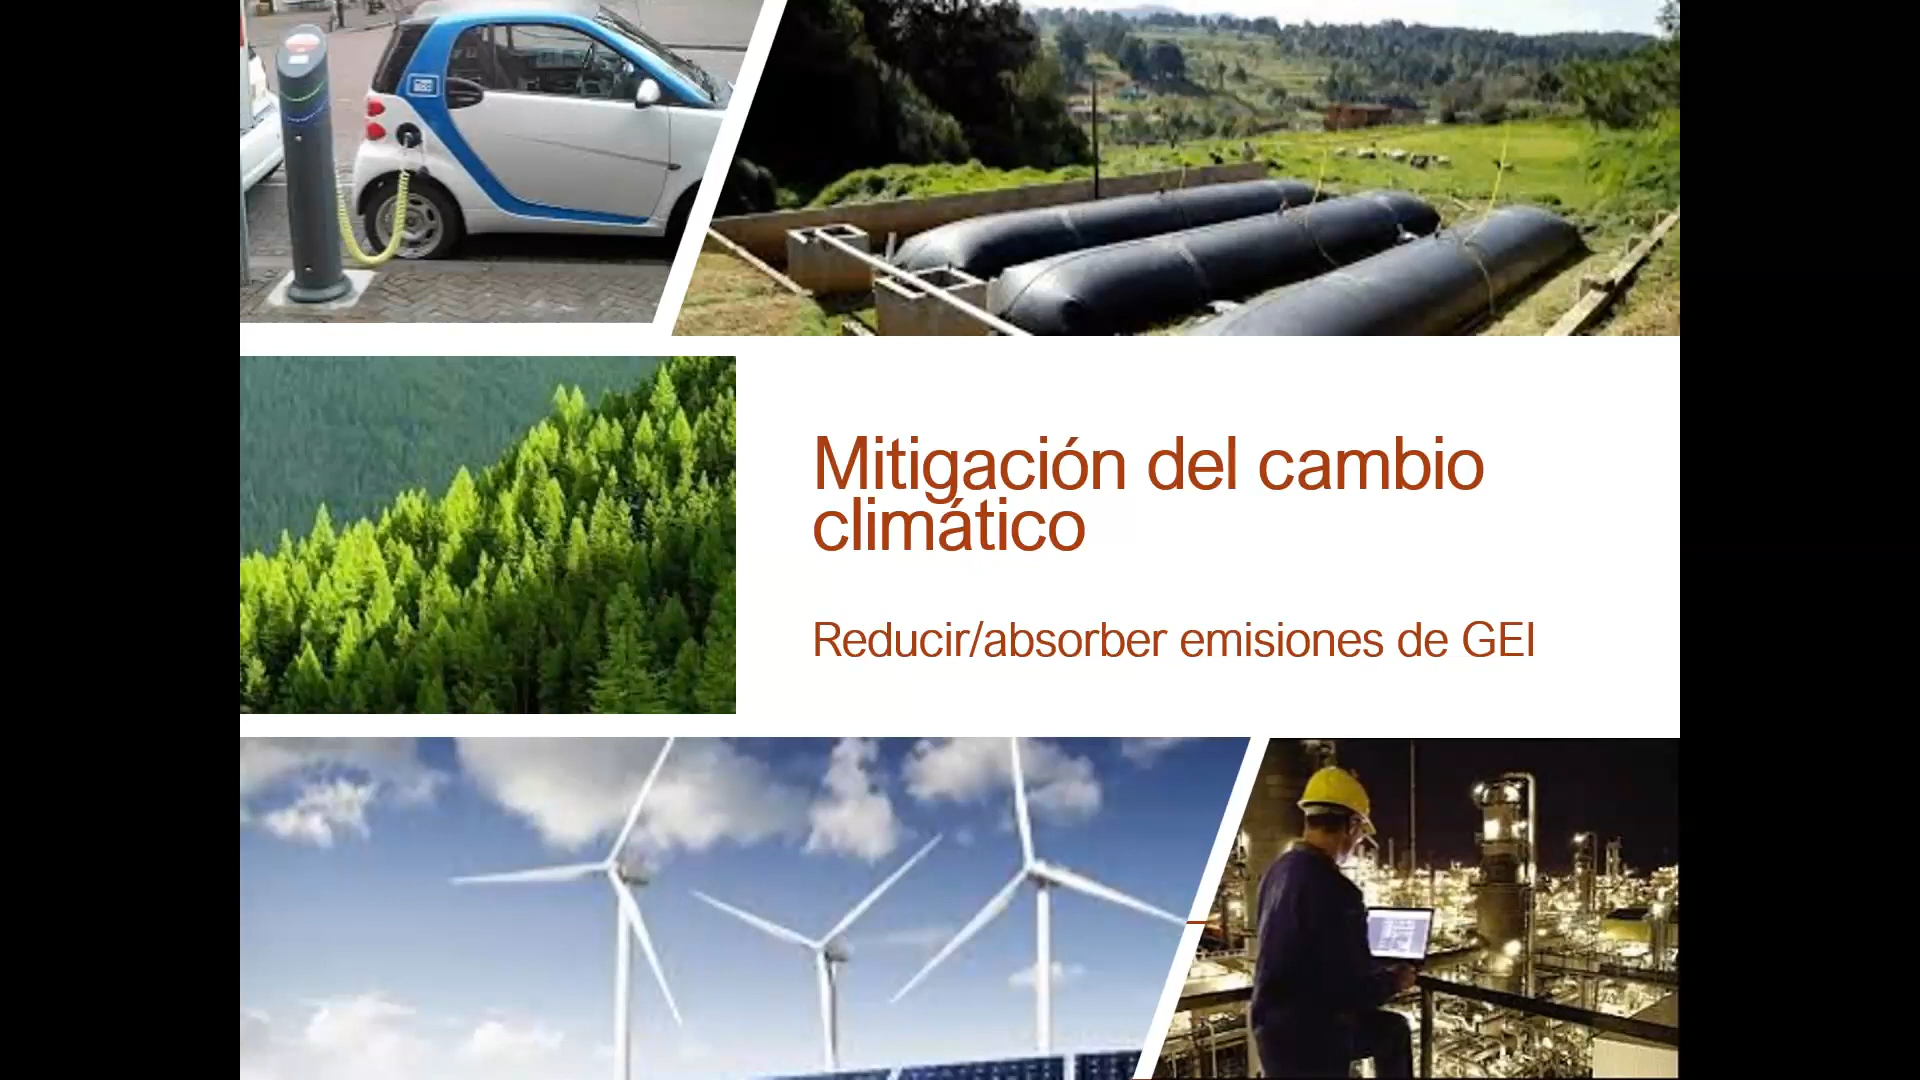 Mitigación del cambio
climático
Reducir/absorber emisiones de GEI